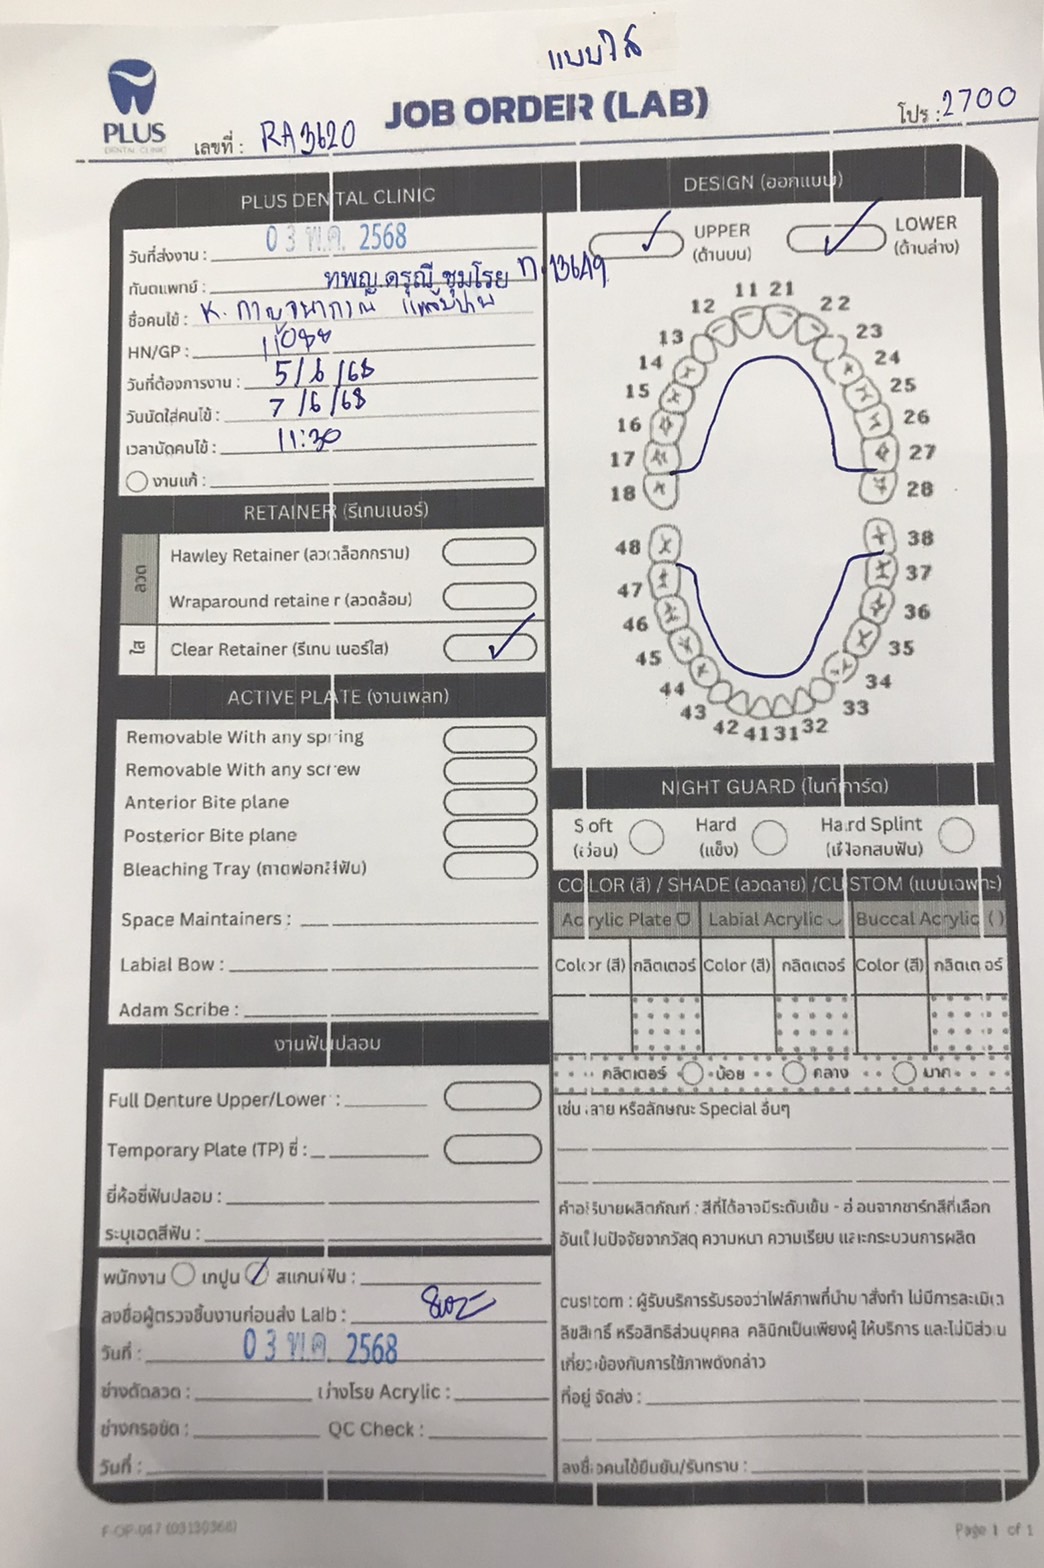 แบบใส
PLUS
DENTAL CLINIC
JOB ORDER (LAB)
เลขที่ : RA3620
โปร : 2700
PLUS DENTAL CLINIC
วันที่ส่งงาน : 03 พ.ค. 2568
ทันตแพทย์ : ทพญ.ดรุณี ชุมโรย ท.13649
ชื่อคนไข้ : K.
HN/GP : 11088
วันที่ต้องการงาน : 5/6/68
วันนัดใส่คนไข้ : 7/6/68
เวลานัดคนไข้ : 11:30
งานแก้ :
RETAINER (รีเทนเนอร์)
ลวด
Hawley Retainer (ลวดล็อกกราม)
Wraparound retainer (ลวดล้อม)
ใส
Clear Retainer (รีเทนเนอร์ใส)
ACTIVE PLATE (งานเพลท)
Removable With any spring
Removable With any screw
Anterior Bite plane
Posterior Bite plane
Bleaching Tray (ถาดฟอกสีฟัน)
Space Maintainers :
Labial Bow :
Adam Scribe :
งานฟันปลอม
Full Denture Upper/Lower :
Temporary Plate (TP) ซี่ :
ยี่ห้อซี่ฟันปลอม :
ระบุเฉดสีฟัน :
พนักงาน เทปูน สแกนฟัน :
ลงชื่อผู้ตรวจชิ้นงานก่อนส่ง Lab :
วันที่ : 03 พ.ค. 2568
ช่างดัดลวด : ช่างโรย Acrylic :
ช่างกรอขัด : QC Check :
วันที่ :
DESIGN (ออกแบบ)
UPPER
(ด้านบน)
LOWER
(ด้านล่าง)
11 21
12 22
13 23
14 24
15 25
16 26
17 27
18 28
48 38
47 37
46 36
45 35
44 34
43 33
42 41 31 32
NIGHT GUARD (ไนท์การ์ด)
Soft
(อ่อน)
Hard
(แข็ง)
Hard Splint
(เฝือกสบฟัน)
COLOR (สี) / SHADE (ลวดลาย) /CUSTOM (แบบเฉพาะ)
Acrylic Plate Labial Acrylic Buccal Acrylic ( )
Color (สี) กลิตเตอร์ Color (สี) กลิตเตอร์ Color (สี) กลิตเตอร์
กลิตเตอร์ น้อย กลาง มาก
เช่น ลาย หรือลักษณะ Special อื่นๆ
คำอธิบายผลิตภัณฑ์ : สีที่ได้อาจมีระดับเข้ม - อ่อนจากชาร์ทสีที่เลือก
อันเป็นปัจจัยจากวัสดุ ความหนา ความเรียบ และกระบวนการผลิต
custom : ผู้รับบริการรับรองว่าไฟล์ภาพที่นำมาสั่งทำ ไม่มีการละเมิด
ลิขสิทธิ์ หรือสิทธิส่วนบุคคล คลินิกเป็นเพียงผู้ให้บริการ และไม่มีส่วน
เกี่ยวข้องกับการใช้ภาพดังกล่าว
ที่อยู่ จัดส่ง :
ลงชื่อคนไข้ยืนยัน/รับทราบ :
F-OP-047 (03130368)
Page 1 of 1